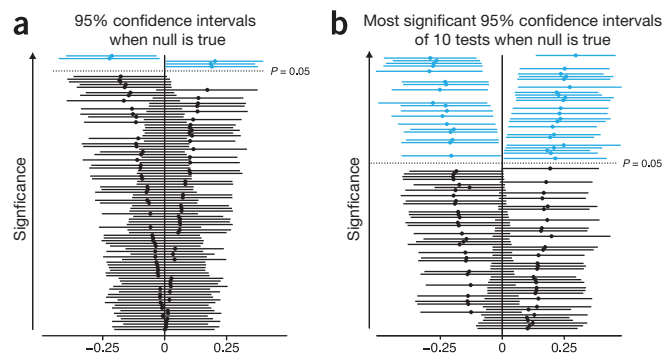 a
95% confidence intervals
when null is true
P = 0.05
Signficance
−0.25
0
0.25
b
Most significant 95% confidence intervals
of 10 tests when null is true
P = 0.05
Signficance
−0.25
0
0.25